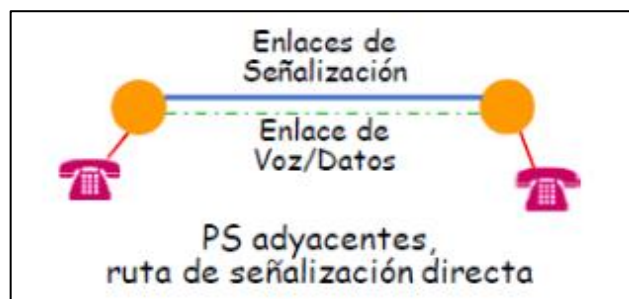 Enlaces de
Señalización
Enlace de
Voz/Datos
PS adyacentes,
ruta de señalización directa